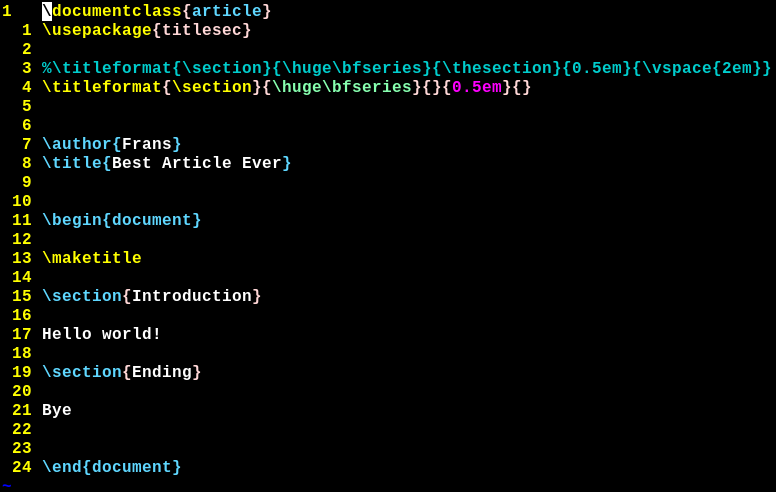 1   \documentclass{article}
  1 \usepackage{titlesec}
  2
  3 %\titleformat{\section}{\huge\bfseries}{\thesection}{0.5em}{\vspace{2em}}
  4 \titleformat{\section}{\huge\bfseries}{}{0.5em}{}
  5
  6
  7 \author{Frans}
  8 \title{Best Article Ever}
  9
 10
 11 \begin{document}
 12
 13 \maketitle
 14
 15 \section{Introduction}
 16
 17 Hello world!
 18
 19 \section{Ending}
 20
 21 Bye
 22
 23
 24 \end{document}
~